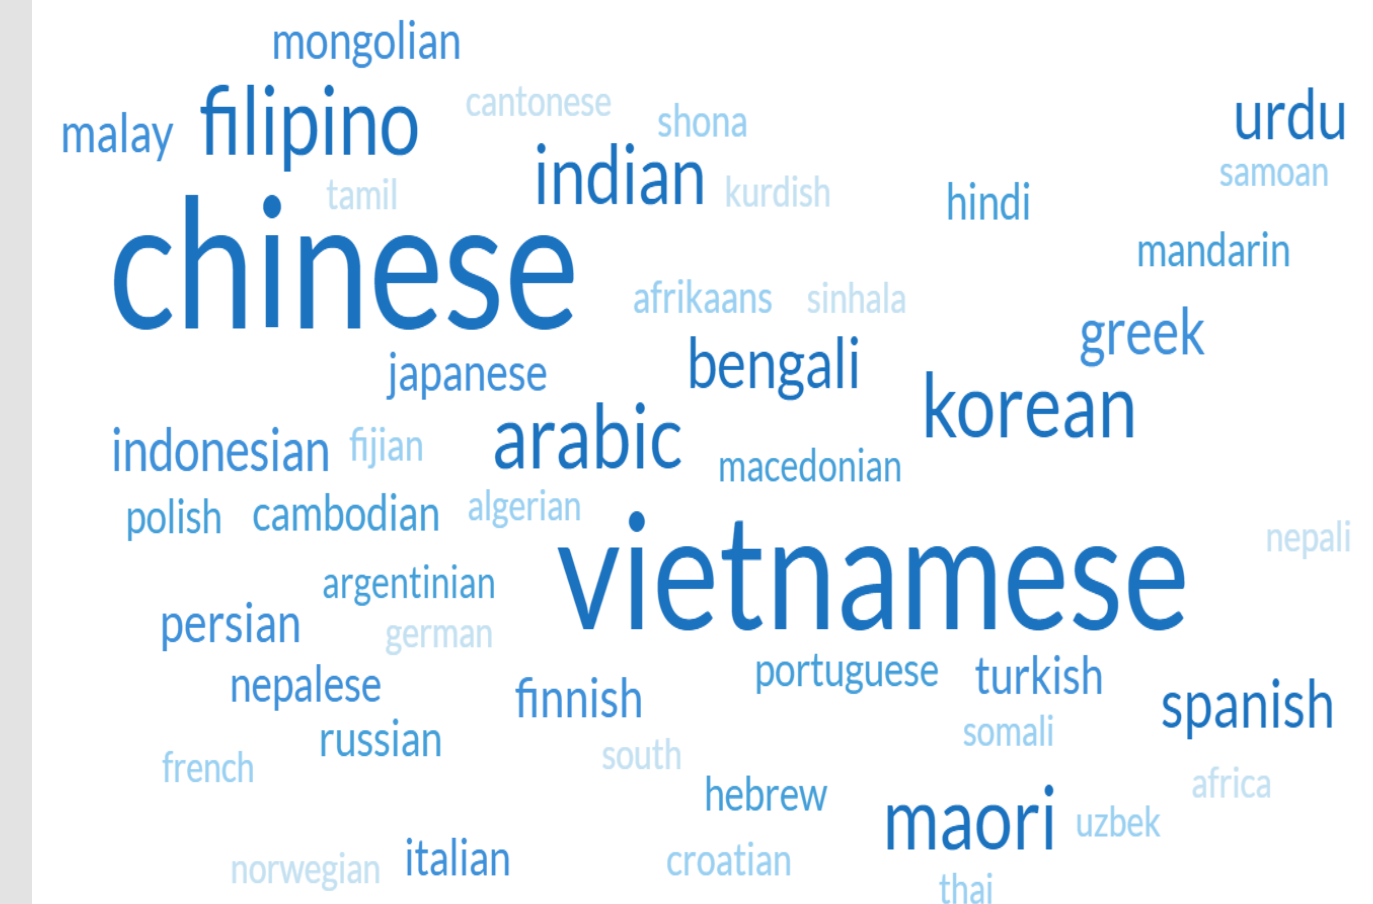 mongolian
cantonese
urdu
malay
filipino
shona
indian
samoan
tamil
kurdish
hindi
chinese
mandarin
afrikaans
sinhala
greek
japanese
bengali
korean
indonesian
fijian
arabic
macedonian
polish
cambodian
algerian
vietnamese
nepali
argentinian
persian
german
nepalese
finnish
portuguese
turkish
spanish
russian
south
somali
french
hebrew
africa
maori
uzbek
norwegian
italian
croatian
thai